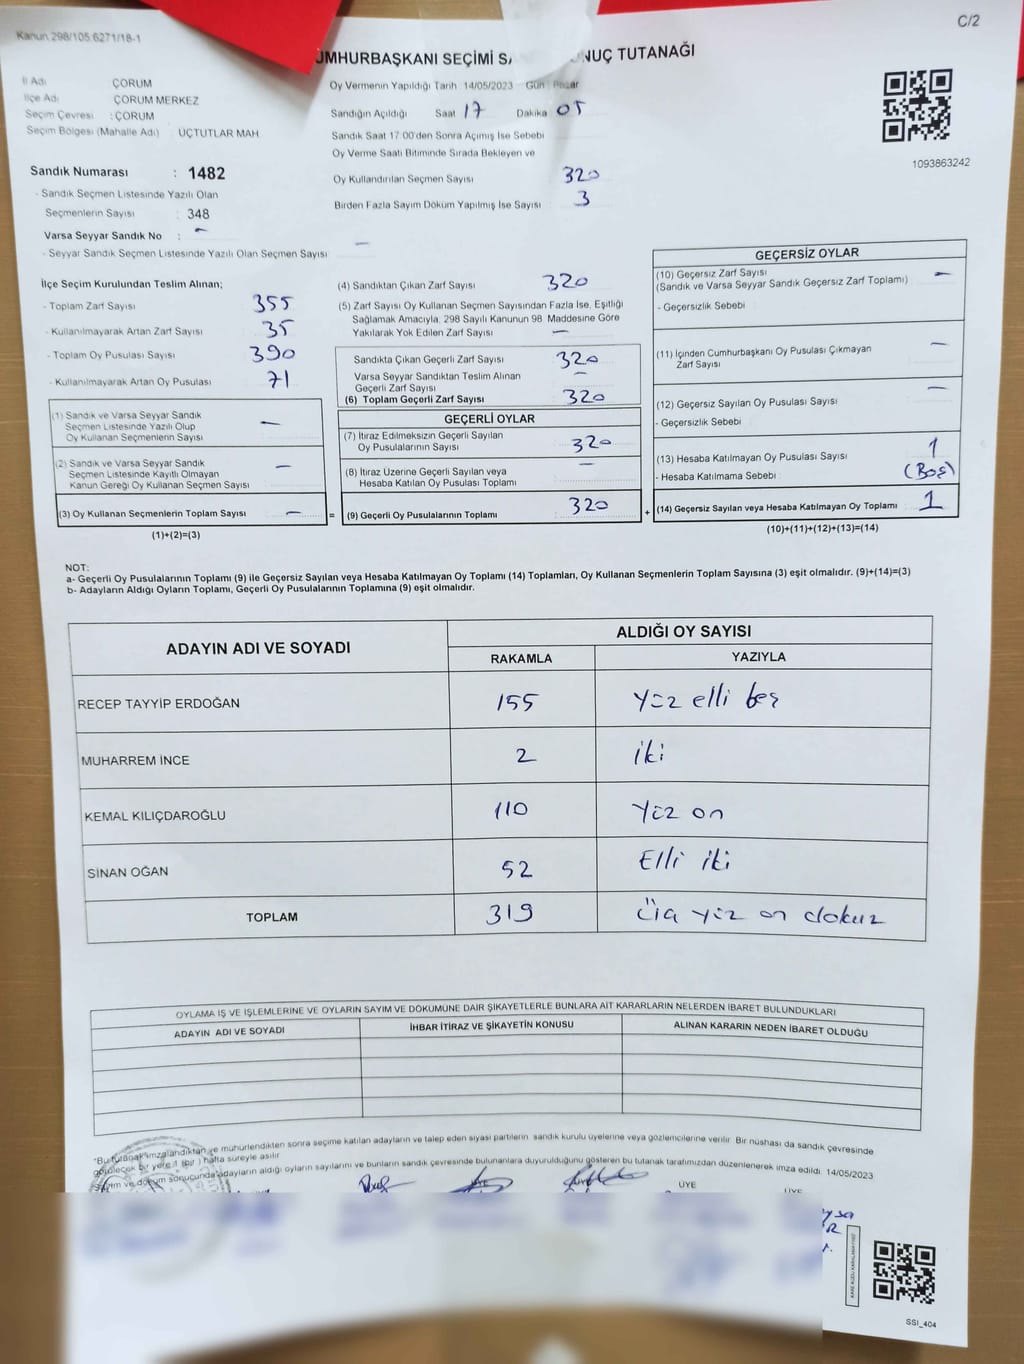 Kanun 298/105 6271/18-1
C/2
UMHURBAŞKANI SEÇİMİ SA NUÇ TUTANAĞI
İl Adı ÇORUM
İlçe Adı ÇORUM MERKEZ
Seçim Çevresi : ÇORUM
Seçim Bölgesi (Mahalle Adı) ÜÇTUTLAR MAH.
Sandık Numarası : 1482
- Sandık Seçmen Listesinde Yazılı Olan
Seçmenlerin Sayısı : 348
Varsa Seyyar Sandık No : -
- Seyyar Sandık Seçmen Listesinde Yazılı Olan Seçmen Sayısı -
Oy Vermenin Yapıldığı Tarih 14/05/2023 Gün : Pazar
Sandığın Açıldığı Saat 17 Dakika 05
Sandık Saat 17:00'den Sonra Açımış İse Sebebi
Oy Verme Saati Bitiminde Sırada Bekleyen ve
Oy Kullandırılan Seçmen Sayısı 320
Birden Fazla Sayım Döküm Yapılmış İse Sayısı 3
1093863242
İlçe Seçim Kurulundan Teslim Alınan;
- Toplam Zarf Sayısı 355
- Kullanılmayarak Artan Zarf Sayısı 35
- Toplam Oy Pusulası Sayısı 390
- Kullanılmayarak Artan Oy Pusulası 71
(1) Sandık ve Varsa Seyyar Sandık
Seçmen Listesinde Yazılı Olup
Oy Kullanan Seçmenlerin Sayısı -
(2) Sandık ve Varsa Seyyar Sandık
Seçmen Listesinde Kayıtlı Olmayan
Kanun Gereği Oy Kullanan Seçmen Sayısı -
(3) Oy Kullanan Seçmenlerin Toplam Sayısı - =
(1)+(2)=(3)
(4) Sandıktan Çıkan Zarf Sayısı 320
(5) Zarf Sayısı Oy Kullanan Seçmen Sayısından Fazla İse, Eşitliği
Sağlamak Amacıyla, 298 Sayılı Kanunun 98. Maddesine Göre
Yakılarak Yok Edilen Zarf Sayısı -
Sandıkta Çıkan Geçerli Zarf Sayısı 320
Varsa Seyyar Sandıktan Teslim Alınan
Geçerli Zarf Sayısı -
(6) Toplam Geçerli Zarf Sayısı 320
GEÇERLİ OYLAR
(7) İtiraz Edilmeksizin Geçerli Sayılan
Oy Pusulalarının Sayısı 320
(8) İtiraz Üzerine Geçerli Sayılan veya
Hesaba Katılan Oy Pusulası Toplamı -
(9) Geçerli Oy Pusulalarının Toplamı 320 +
GEÇERSİZ OYLAR
(10) Geçersiz Zarf Sayısı -
(Sandık ve Varsa Seyyar Sandık Geçersiz Zarf Toplamı)
- Geçersizlik Sebebi
(11) İçinden Cumhurbaşkanı Oy Pusulası Çıkmayan -
Zarf Sayısı
(12) Geçersiz Sayılan Oy Pusulası Sayısı -
- Geçersizlik Sebebi
(13) Hesaba Katılmayan Oy Pusulası Sayısı 1
- Hesaba Katılmama Sebebi (Boş)
(14) Geçersiz Sayılan veya Hesaba Katılmayan Oy Toplamı 1
(10)+(11)+(12)+(13)=(14)
NOT:
a- Geçerli Oy Pusulalarının Toplamı (9) ile Geçersiz Sayılan veya Hesaba Katılmayan Oy Toplamı (14) Toplamları, Oy Kullanan Seçmenlerin Toplam Sayısına (3) eşit olmalıdır. (9)+(14)=(3)
b- Adayların Aldığı Oyların Toplamı, Geçerli Oy Pusulalarının Toplamına (9) eşit olmalıdır.
ADAYIN ADI VE SOYADI ALDIĞI OY SAYISI
RAKAMLA YAZIYLA
RECEP TAYYİP ERDOĞAN 155 Yüz elli beş
MUHARREM İNCE 2 iki
KEMAL KILIÇDAROĞLU 110 Yüz on
SİNAN OĞAN 52 Elli iki
TOPLAM 319 Üç yüz on dokuz
OYLAMA İŞ VE İŞLEMLERİNE VE OYLARIN SAYIM VE DÖKÜMÜNE DAİR ŞİKAYETLERLE BUNLARA AİT KARARLARIN NELERDEN İBARET BULUNDUKLARI
ADAYIN ADI VE SOYADI İHBAR İTİRAZ VE ŞİKAYETİN KONUSU ALINAN KARARIN NEDEN İBARET OLDUĞU
"Bu tutanak imzalandıktan ve mühürlendikten sonra seçime katılan adayların ve talep eden siyasi partilerin sandık kurulu üyelerine veya gözlemcilerine verilir. Bir nüshası da sandık çevresinde
görülecek bir yere 1 (bir) hafta süreyle asılır.
Sayım ve döküm sonucunda adayların aldığı oyların sayılarını ve bunların sandık çevresinde bulunanlara duyurulduğunu gösteren bu tutanak tarafımızdan düzenlenerek imza edildi. 14/05/2023
ÜYE
ÜYE
SSI_404